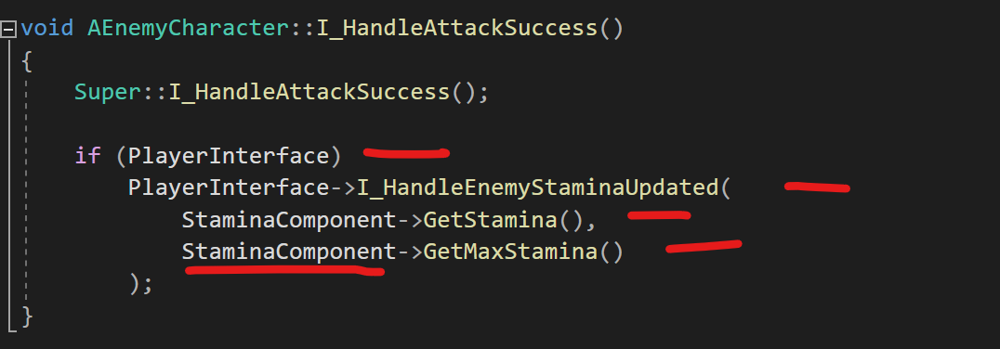 void AEnemyCharacter::I_HandleAttackSuccess()
{
Super::I_HandleAttackSuccess();
if (PlayerInterface)
PlayerInterface->I_HandleEnemyStaminaUpdated(
StaminaComponent->GetStamina(),
StaminaComponent->GetMaxStamina()
);
}